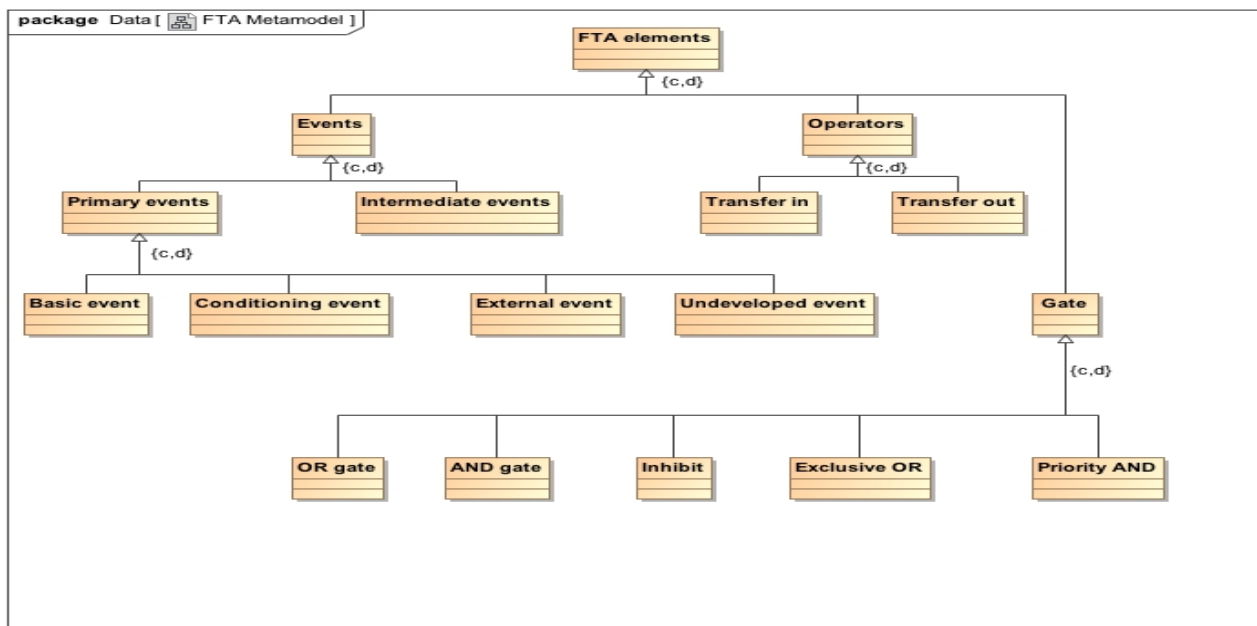 package Data [ FTA Metamodel ]
FTA elements
{c,d}
Events
Operators
{c,d}
{c,d}
Primary events
Intermediate events
Transfer in
Transfer out
{c,d}
Basic event
Conditioning event
External event
Undeveloped event
Gate
{c,d}
OR gate
AND gate
Inhibit
Exclusive OR
Priority AND